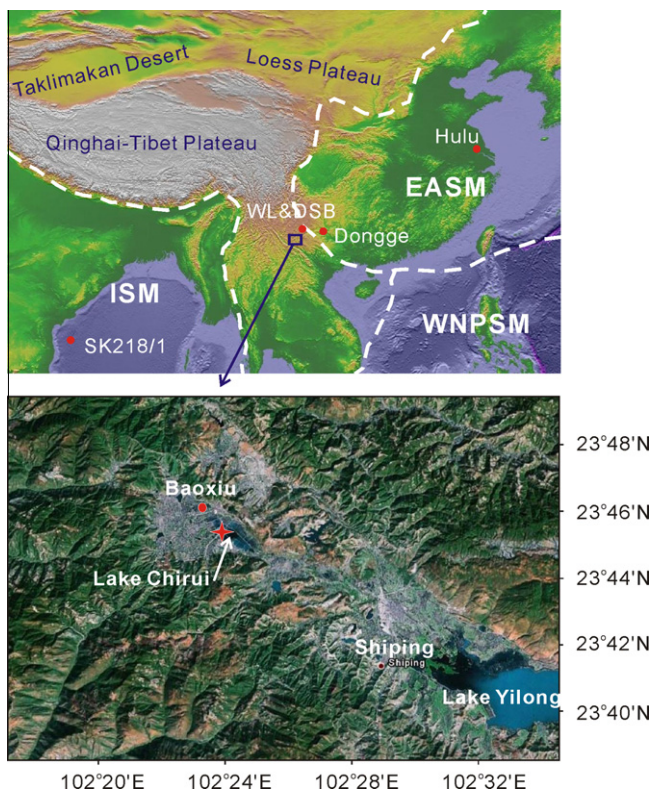 Taklimakan Desert
Loess Plateau
Qinghai-Tibet Plateau
Hulu
EASM
WL&DSB
Dongge
ISM
WNPSM
SK218/1
23°48'N
Baoxiu
23°46'N
Lake Chirui
23°44'N
Shiping
Shiping
23°42'N
Lake Yilong
23°40'N
102°20'E
102°24'E
102°28'E
102°32'E